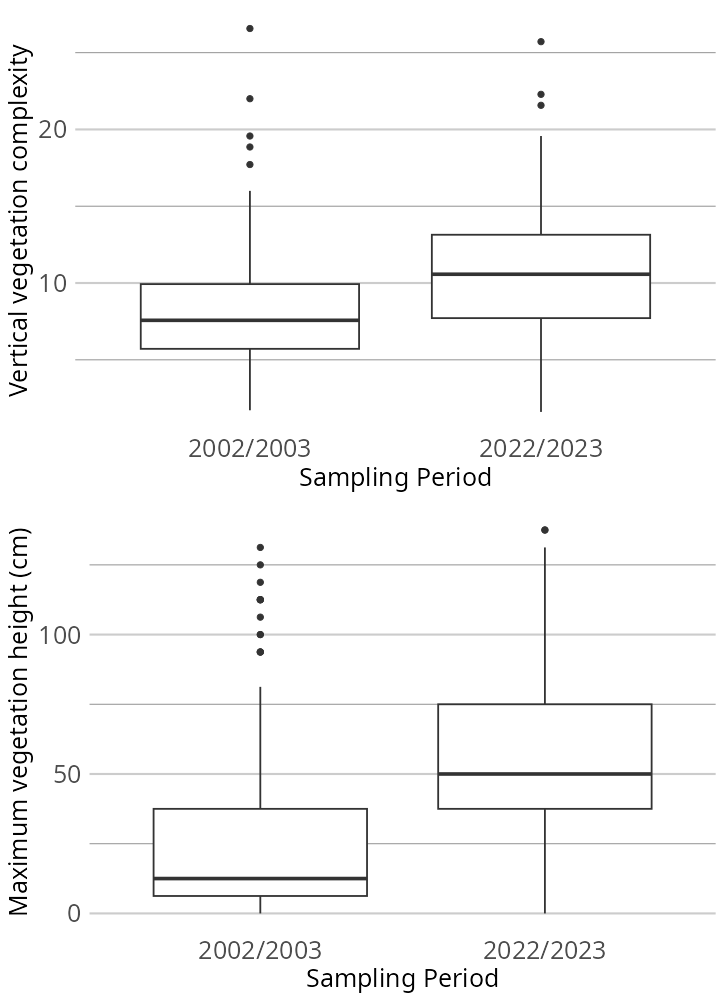 Vertical vegetation complexity
20
10
2002/2003
2022/2023
Sampling Period
Maximum vegetation height (cm)
100
50
0
2002/2003
2022/2023
Sampling Period